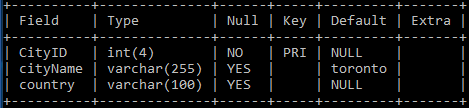 +----------+--------------+------+-----+---------+-------+
| Field    | Type         | Null | Key | Default | Extra |
+----------+--------------+------+-----+---------+-------+
| CityID   | int(4)       | NO   | PRI | NULL    |       |
| cityName | varchar(255) | YES  |     | toronto |       |
| country  | varchar(100) | YES  |     | NULL    |       |
+----------+--------------+------+-----+---------+-------+